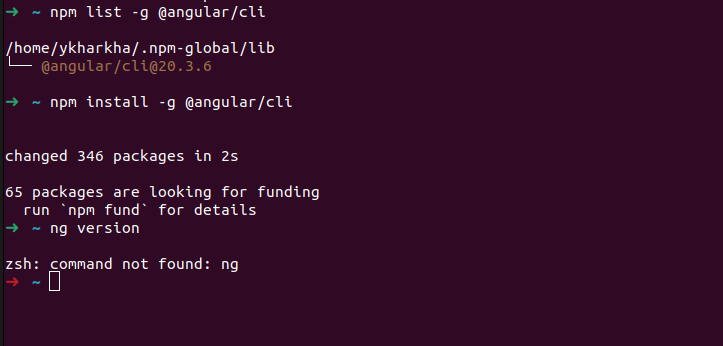 ➜ ~ npm list -g @angular/cli
/home/ykharkha/.npm-global/lib
└── @angular/cli@20.3.6
➜ ~ npm install -g @angular/cli
changed 346 packages in 2s
65 packages are looking for funding
run `npm fund` for details
➜ ~ ng version
zsh: command not found: ng
➜ ~